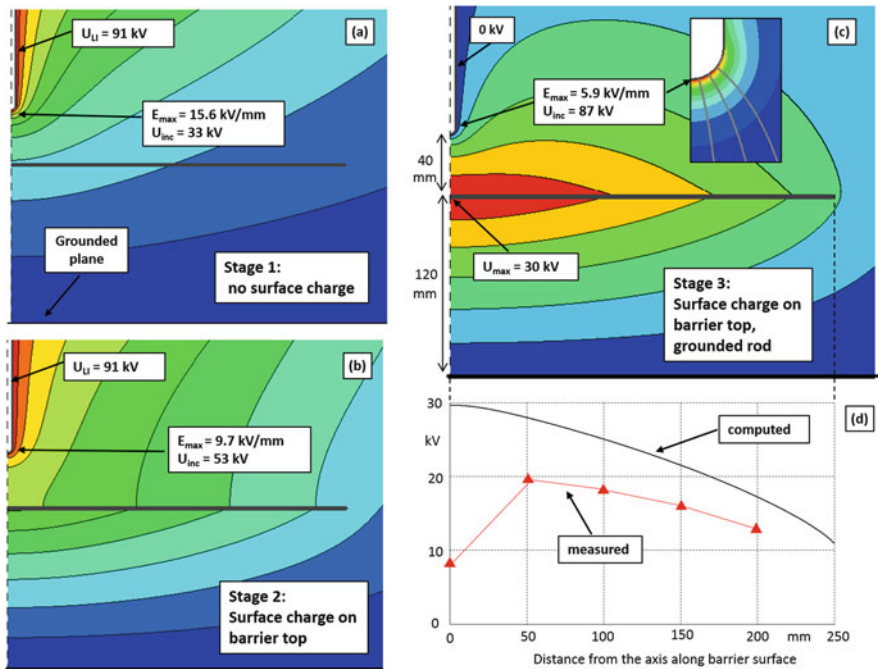 (a)
U_LI = 91 kV
E_max = 15.6 kV/mm
U_inc = 33 kV
Grounded
plane
Stage 1:
no surface charge
(b)
U_LI = 91 kV
E_max = 9.7 kV/mm
U_inc = 53 kV
Stage 2:
Surface charge on
barrier top
(c)
0 kV
E_max = 5.9 kV/mm
U_inc = 87 kV
40
mm
U_max = 30 kV
120
mm
Stage 3:
Surface charge on
barrier top,
grounded rod
(d)
30
kV
20
10
0
computed
measured
0 50 100 150 200 mm 250
Distance from the axis along barrier surface